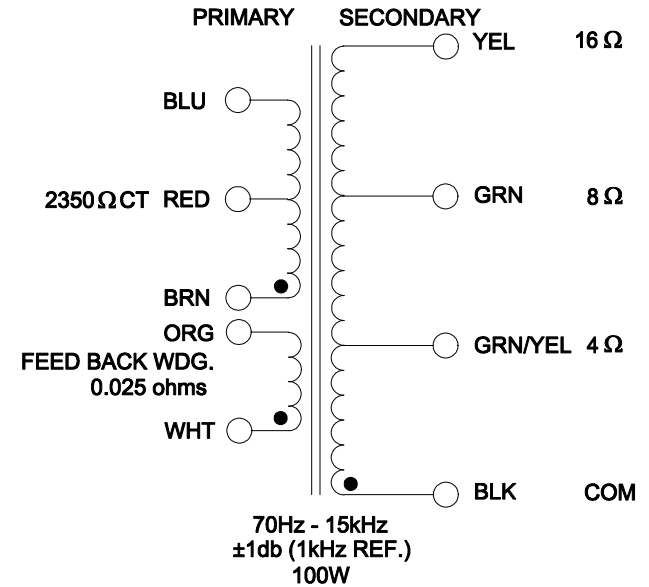 PRIMARY SECONDARY
YEL 16 Ω
BLU
2350 Ω CT RED
GRN 8 Ω
BRN
ORG
FEED BACK WDG.
0.025 ohms
GRN/YEL 4 Ω
WHT
BLK COM
70Hz - 15kHz
±1db (1kHz REF.)
100W